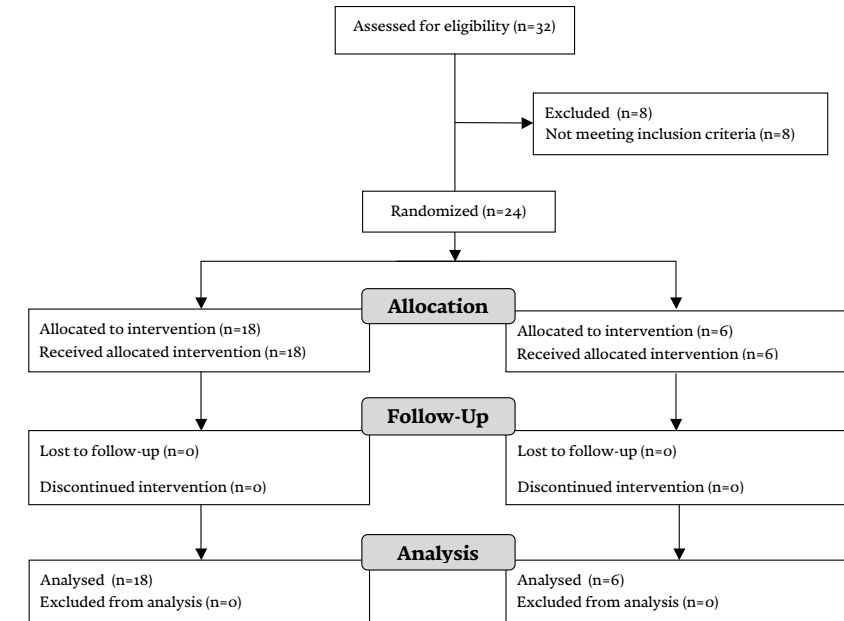 Assessed for eligibility (n=32)
Excluded (n=8)
Not meeting inclusion criteria (n=8)
Randomized (n=24)
Allocation
Allocated to intervention (n=18)
Received allocated intervention (n=18)
Allocated to intervention (n=6)
Received allocated intervention (n=6)
Follow-Up
Lost to follow-up (n=0)
Discontinued intervention (n=0)
Lost to follow-up (n=0)
Discontinued intervention (n=0)
Analysis
Analysed (n=18)
Excluded from analysis (n=0)
Analysed (n=6)
Excluded from analysis (n=0)